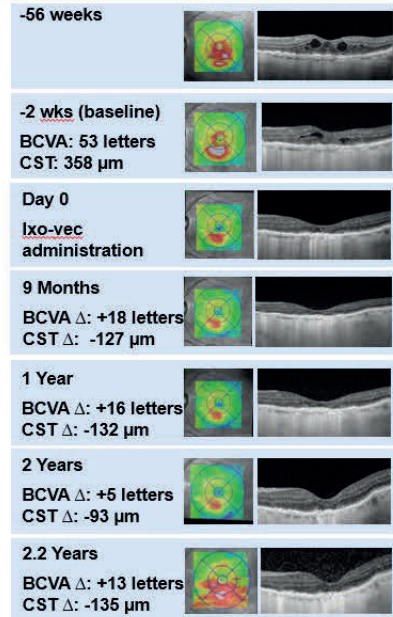 -56 weeks
-2 wks (baseline)
BCVA: 53 letters
CST: 358 µm
Day 0
Ixo-vec
administration
9 Months
BCVA Δ: +18 letters
CST Δ: -127 µm
1 Year
BCVA Δ: +16 letters
CST Δ: -132 µm
2 Years
BCVA Δ: +5 letters
CST Δ: -93 µm
2.2 Years
BCVA Δ: +13 letters
CST Δ: -135 µm